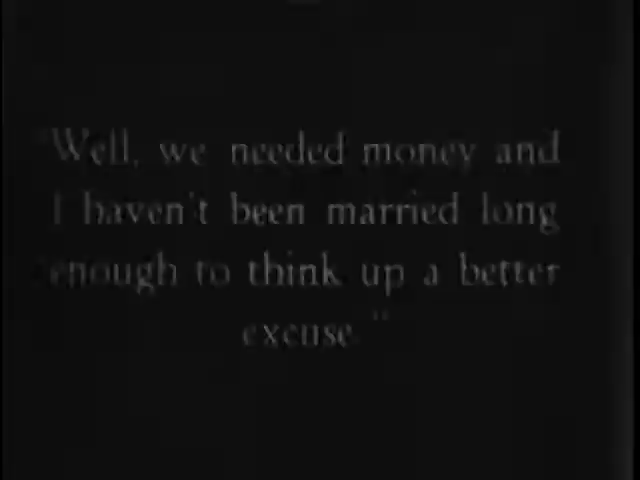 "Well, we needed money and
I haven't been married long
enough to think up a better
excuse."